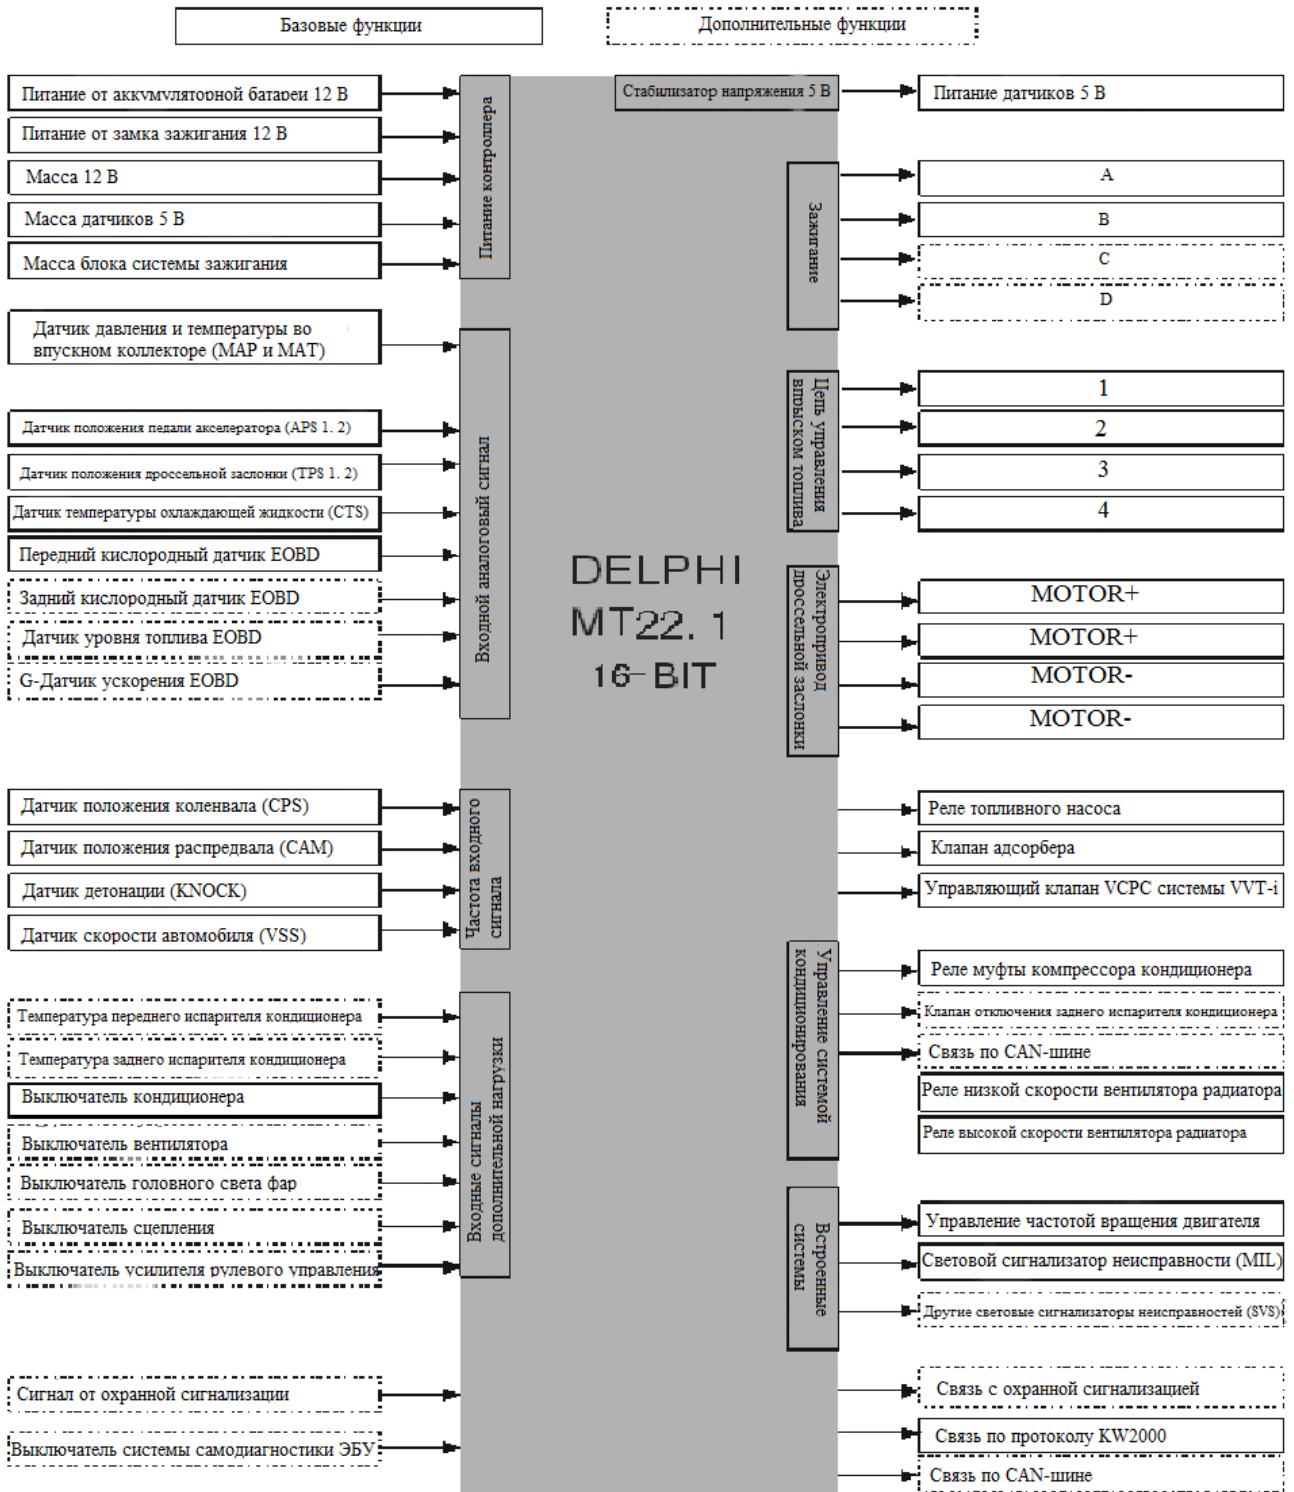 Базовые функции
Дополнительные функции
Питание от аккумуляторной батареи 12 В
Питание от замка зажигания 12 В
Масса 12 В
Масса датчиков 5 В
Масса блока системы зажигания
Питание контроллера
Датчик давления и температуры во
впускном коллекторе (MAP и MAT)
Датчик положения педали акселератора (APS 1. 2)
Датчик положения дроссельной заслонки (TPS 1. 2)
Датчик температуры охлаждающей жидкости (CTS)
Передний кислородный датчик EOBD
Задний кислородный датчик EOBD
Датчик уровня топлива EOBD
G-Датчик ускорения EOBD
Входной аналоговый сигнал
Датчик положения коленвала (CPS)
Датчик положения распредвала (CAM)
Датчик детонации (KNOCK)
Датчик скорости автомобиля (VSS)
Частота входного
сигнала
Температура переднего испарителя кондиционера
Температура заднего испарителя кондиционера
Выключатель кондиционера
Выключатель вентилятора
Выключатель головного света фар
Выключатель сцепления
Выключатель усилителя рулевого управления
Входные сигналы
дополнительной нагрузки
Сигнал от охранной сигнализации
Выключатель системы самодиагностики ЭБУ
DELPHI
MT22. 1
16-BIT
Стабилизатор напряжения 5 В
Питание датчиков 5 В
Зажигание
A
B
C
D
Цепь управления
впрыском топлива
1
2
3
4
Электропривод
дроссельной заслонки
MOTOR+
MOTOR+
MOTOR-
MOTOR-
Реле топливного насоса
Клапан адсорбера
Управляющий клапан VCPC системы VVT-i
Управление системой
кондиционирования
Реле муфты компрессора кондиционера
Клапан отключения заднего испарителя кондиционера
Связь по CAN-шине
Реле низкой скорости вентилятора радиатора
Реле высокой скорости вентилятора радиатора
Встроенные
системы
Управление частотой вращения двигателя
Световой сигнализатор неисправности (MIL)
Другие световые сигнализаторы неисправностей (SVS)
Связь с охранной сигнализацией
Связь по протоколу KW2000
Связь по CAN-шине